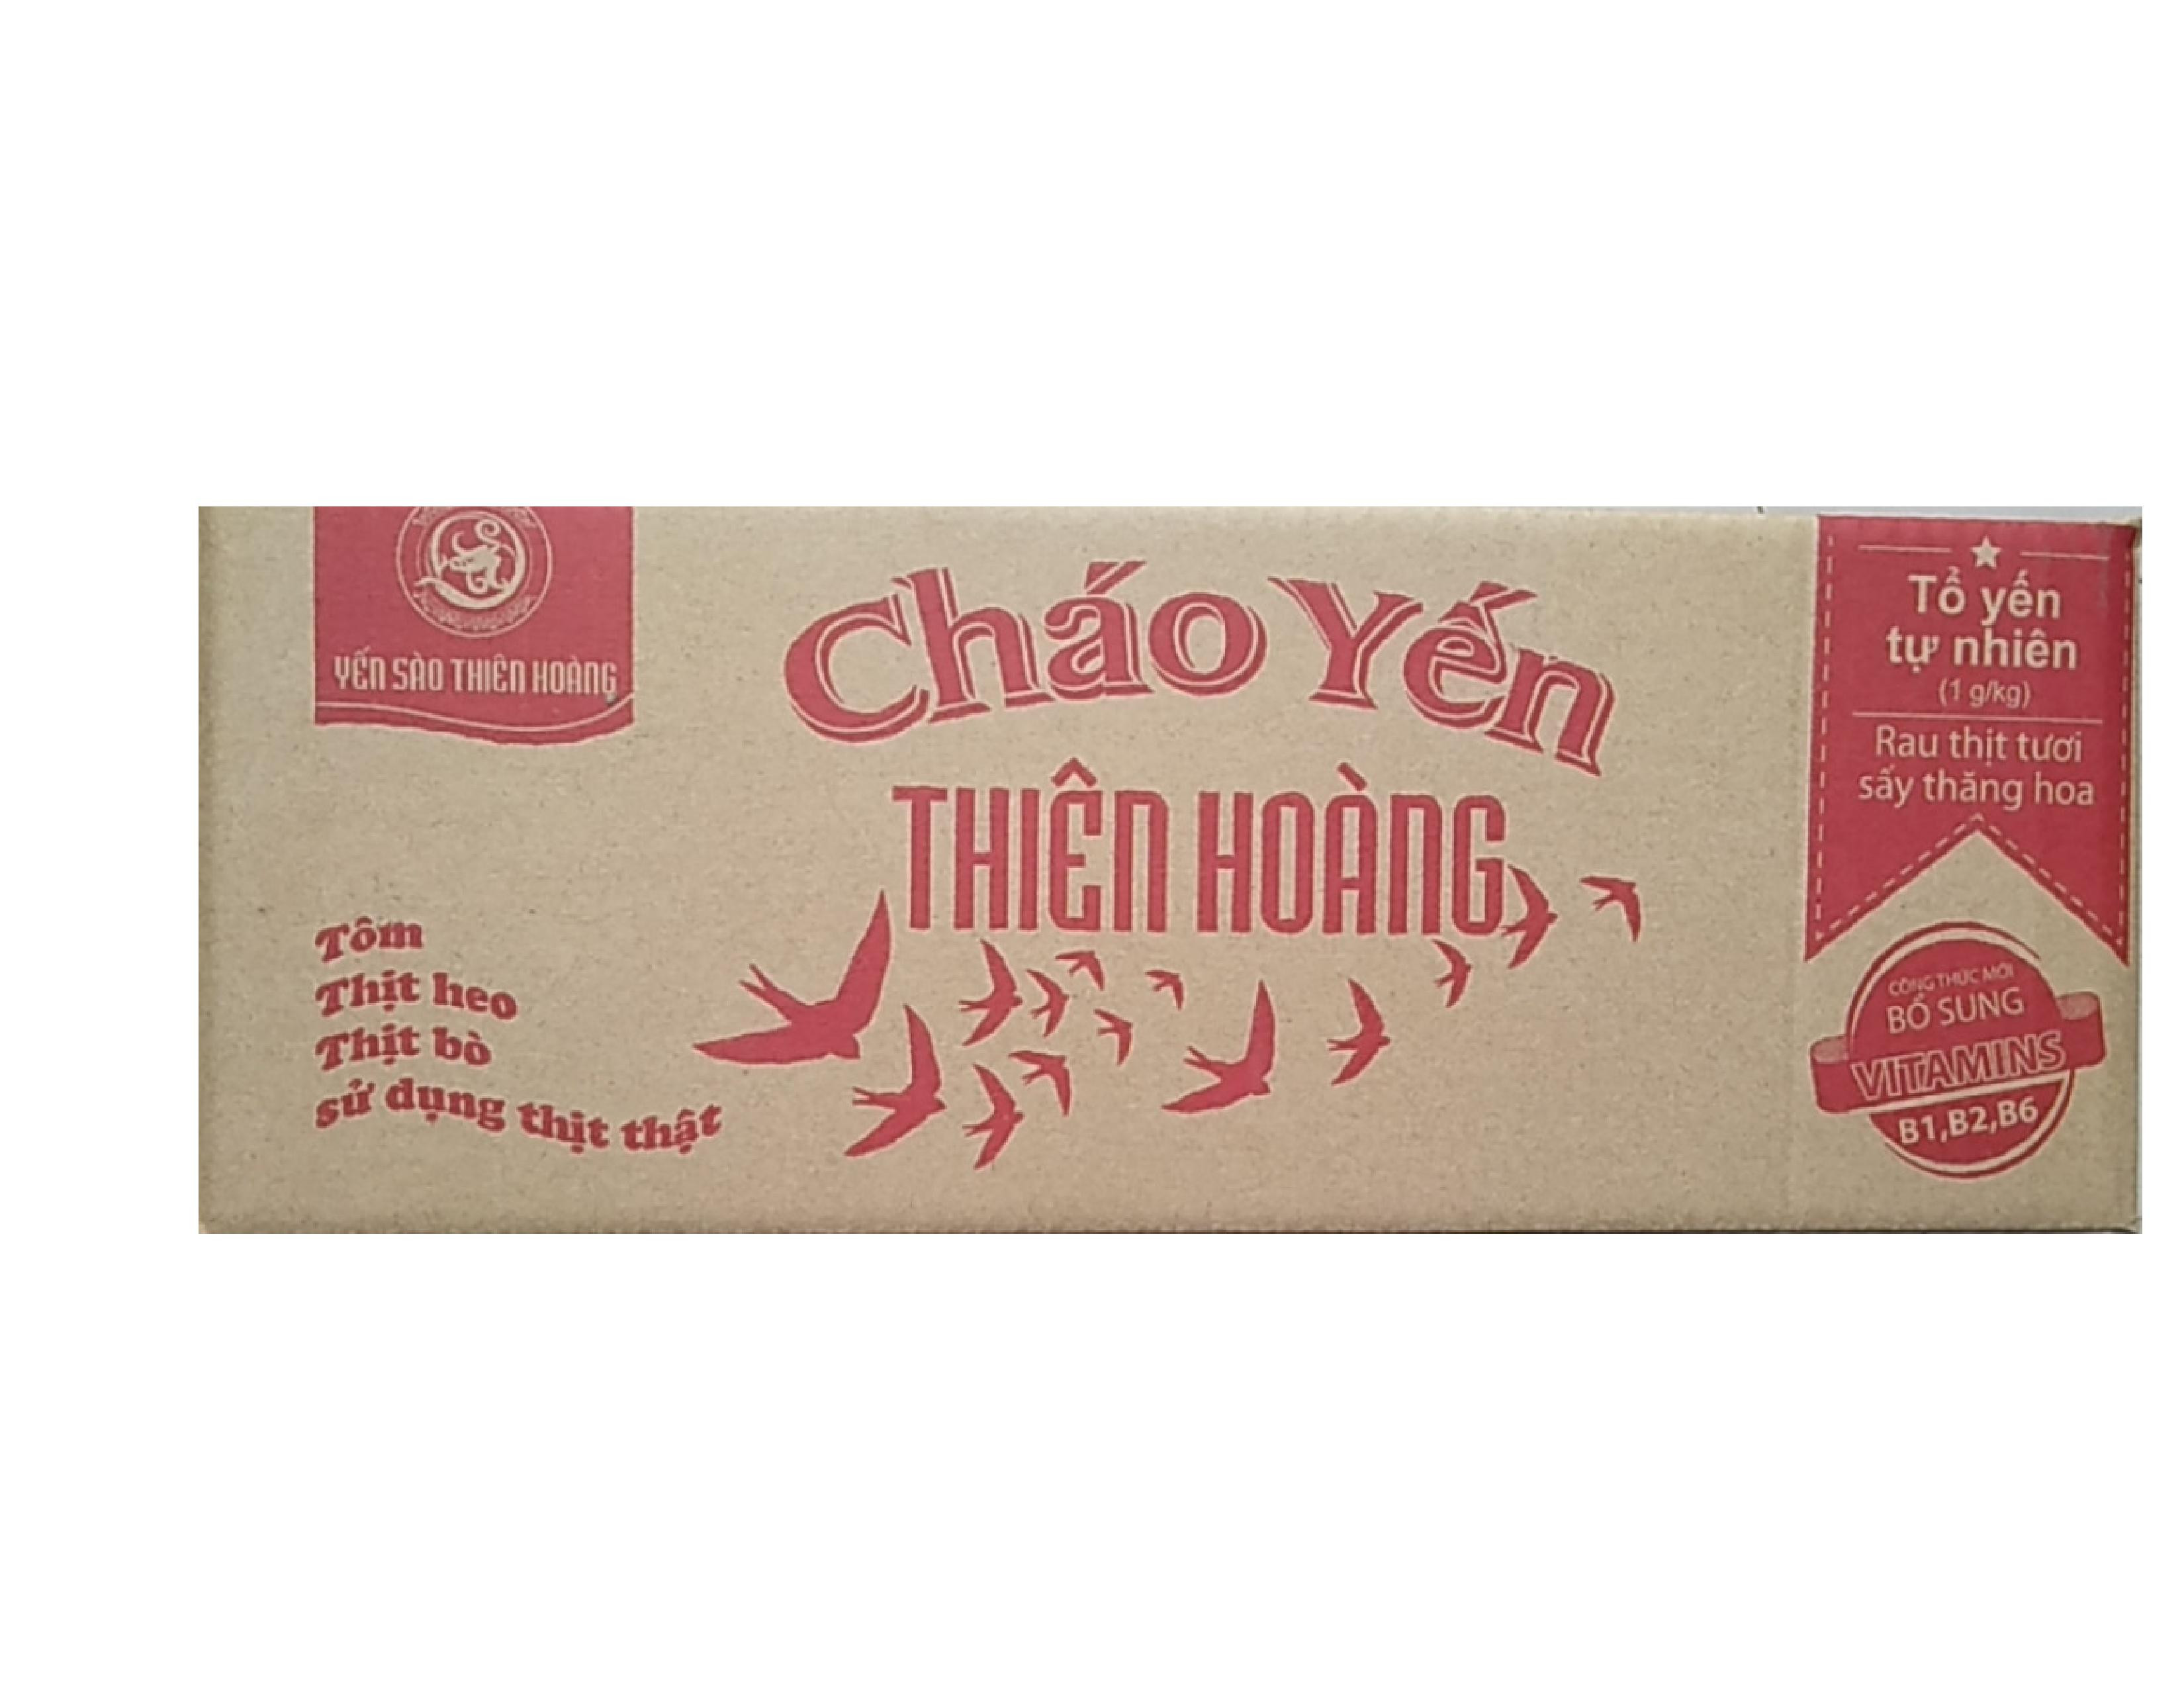 YẾN SÀO THIÊN HOÀNG
Cháo Yến
THIÊN HOÀNG
Tôm
Thịt heo
Thịt bò
sử dụng thịt thật
Tổ yến
tự nhiên
(1 g/kg)
Rau thịt tươi
sấy thăng hoa
CÔNG THỨC MỚI
BỔ SUNG
VITAMINS
B1,B2,B6